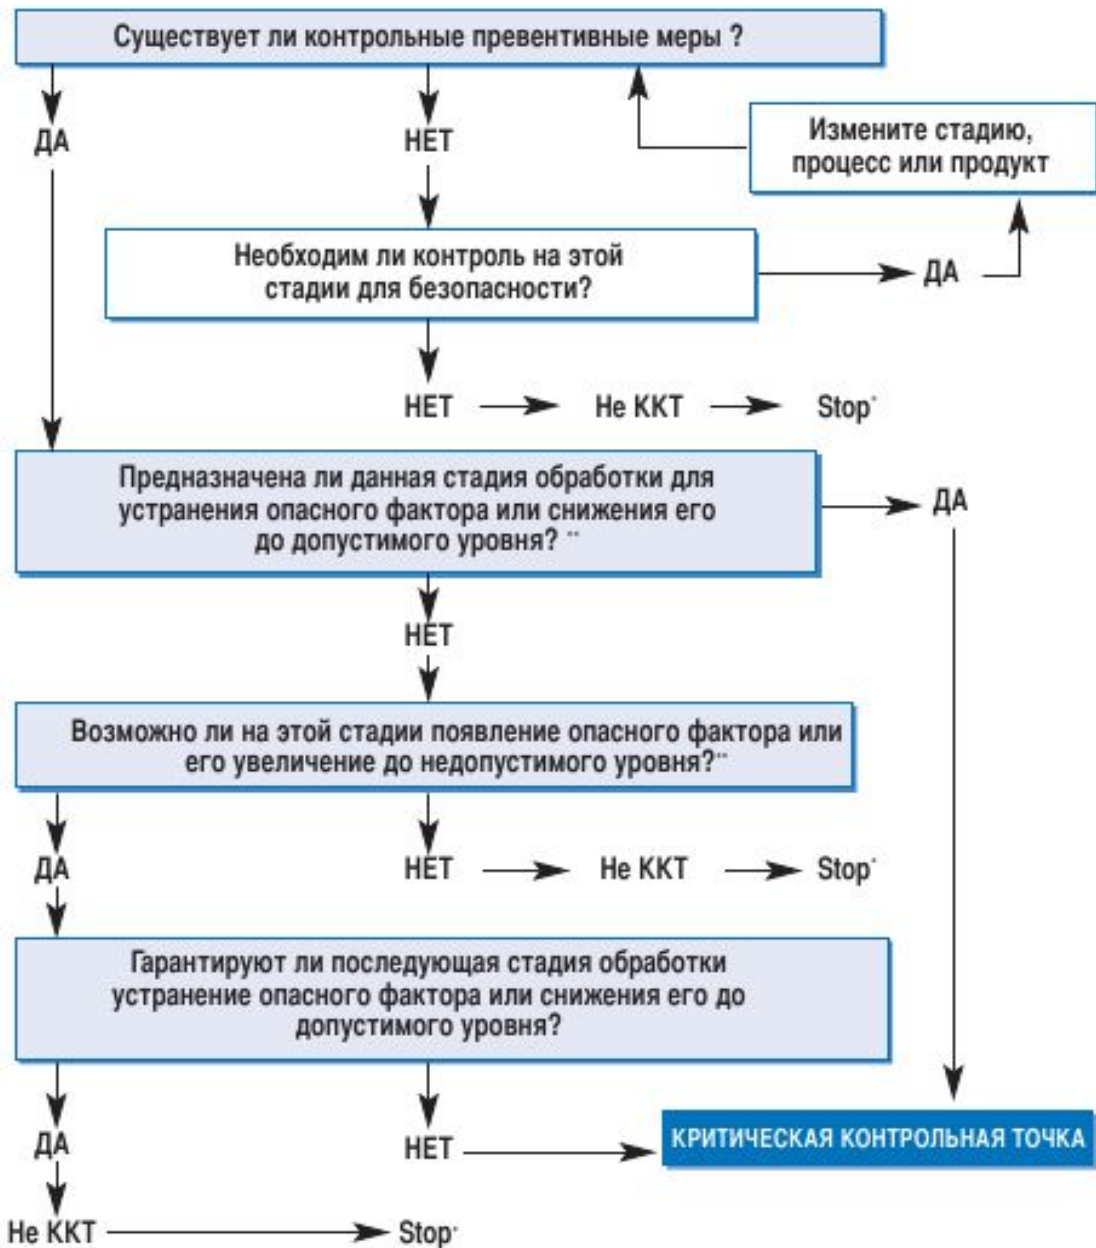 Существует ли контрольные превентивные меры ?
ДА
НЕТ
Измените стадию,
процесс или продукт
Необходим ли контроль на этой
стадии для безопасности?
ДА
НЕТ
Не ККТ
Stop*
Предназначена ли данная стадия обработки для
устранения опасного фактора или снижения его
до допустимого уровня? **
ДА
НЕТ
Возможно ли на этой стадии появление опасного фактора или
его увеличение до недопустимого уровня?**
ДА
НЕТ
Не ККТ
Stop*
Гарантируют ли последующая стадия обработки
устранение опасного фактора или снижения его до
допустимого уровня?
ДА
НЕТ
КРИТИЧЕСКАЯ КОНТРОЛЬНАЯ ТОЧКА
Не ККТ
Stop*